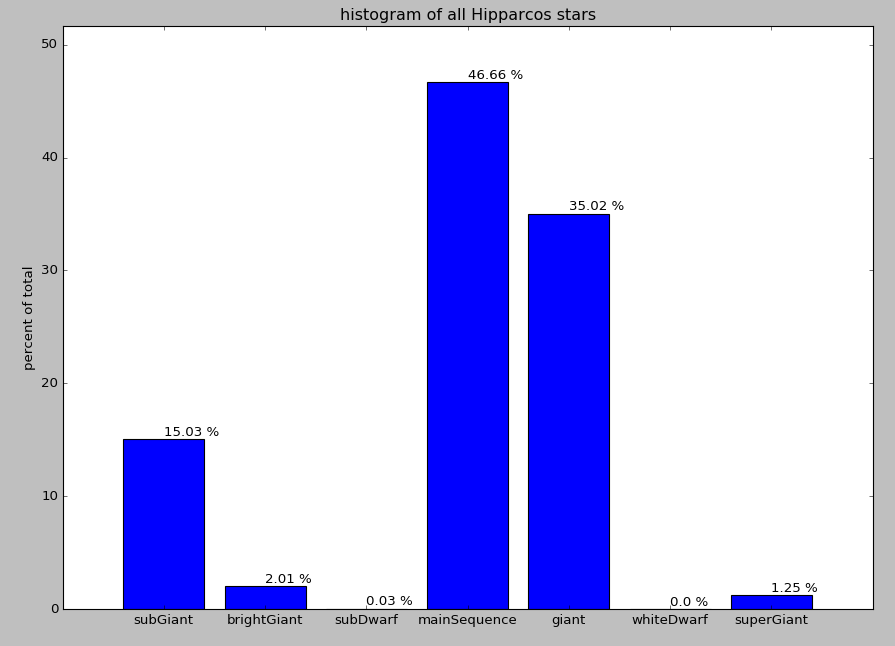 histogram of all Hipparcos stars
percent of total
50
40
30
20
10
0
15.03 %
2.01 %
0.03 %
46.66 %
35.02 %
0.0 %
1.25 %
subGiant
brightGiant
subDwarf
mainSequence
giant
whiteDwarf
superGiant